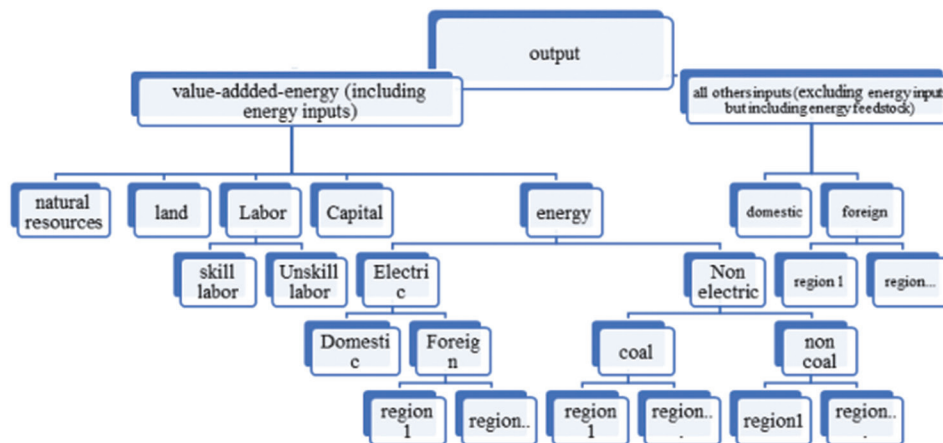 output
value-addded-energy (including
energy inputs)
all others inputs(excluding energy inputs
but including energy feedstock)
natural
resources
land
Labor
Capital
energy
domestic
foreign
skill
labor
Unskill
labor
Electri
c
Non
electric
region 1
region...
Domesti
c
Foreig
n
coal
non
coal
region
1
region..
region
1
region..
.
region1
region..
.